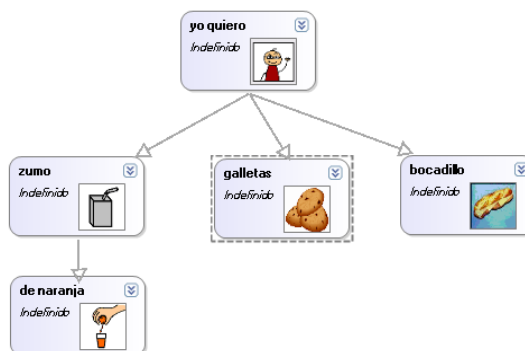 yo quiero
Indefinido
zumo
Indefinido
galletas
Indefinido
bocadillo
Indefinido
de naranja
Indefinido